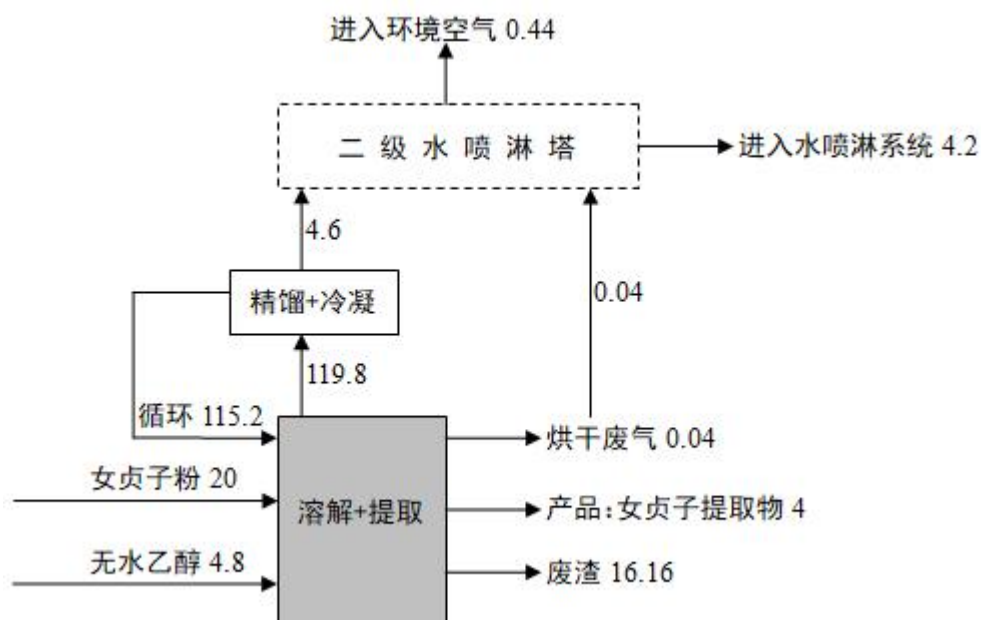 进入环境空气 0.44
二级水喷淋塔
进入水喷淋系统 4.2
4.6
0.04
精馏+冷凝
119.8
循环 115.2
烘干废气 0.04
女贞子粉 20
溶解+提取
产品:女贞子提取物 4
无水乙醇 4.8
废渣 16.16